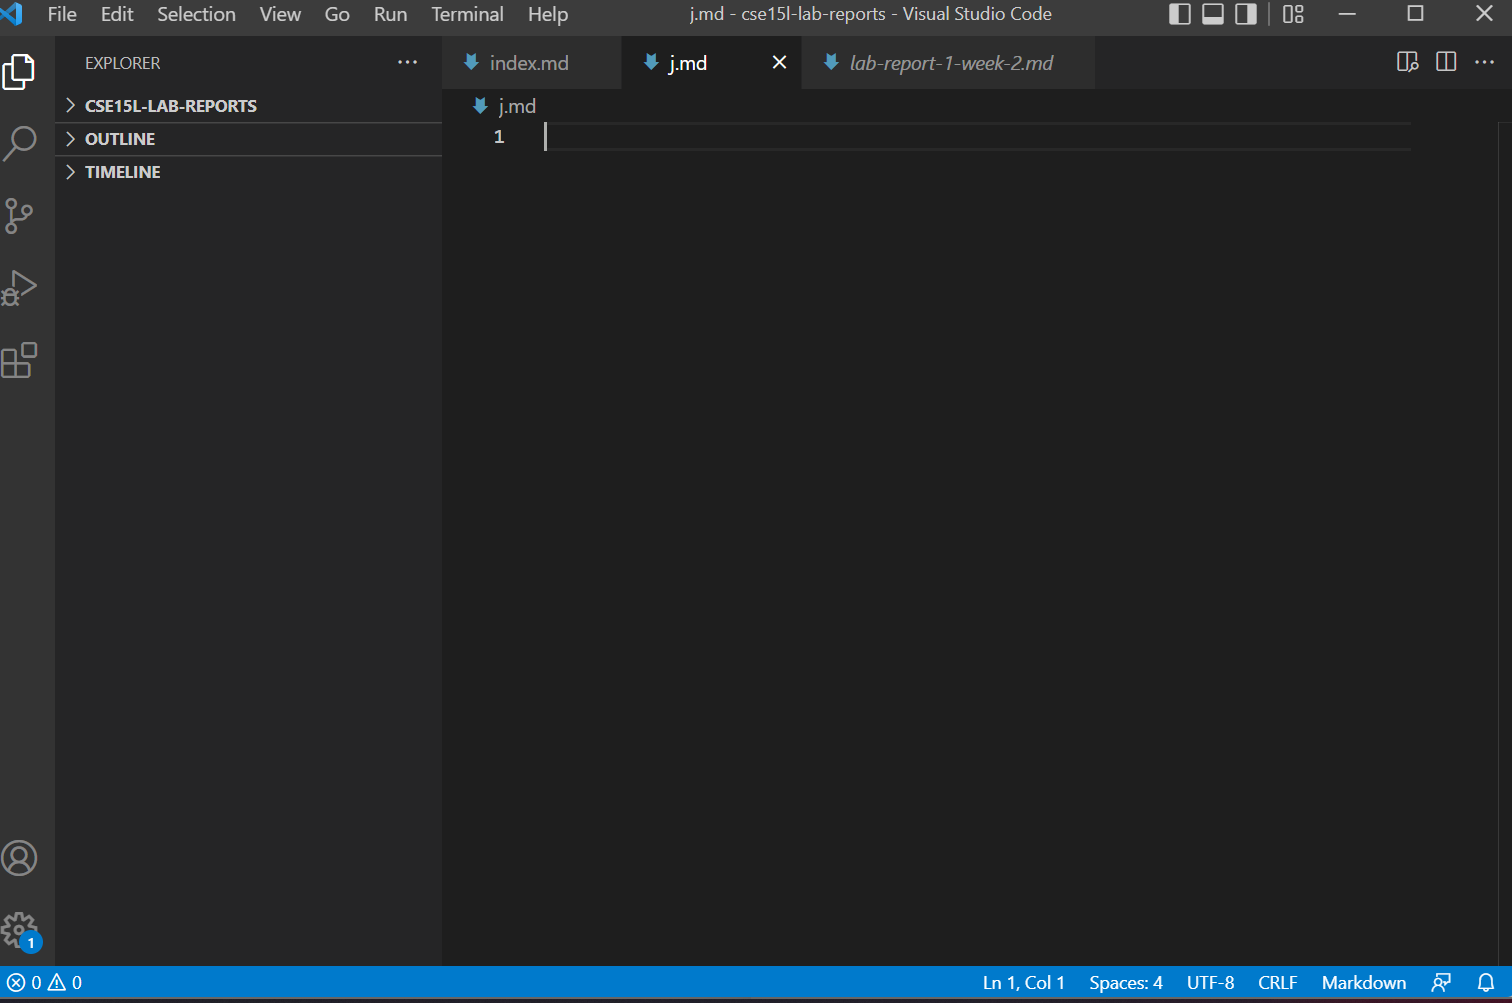 File Edit Selection View Go Run Terminal Help j.md - cse15l-lab-reports - Visual Studio Code
EXPLORER
index.md j.md lab-report-1-week-2.md
CSE15L-LAB-REPORTS
j.md
OUTLINE
1
TIMELINE
1
0 0 Ln 1, Col 1 Spaces: 4 UTF-8 CRLF Markdown